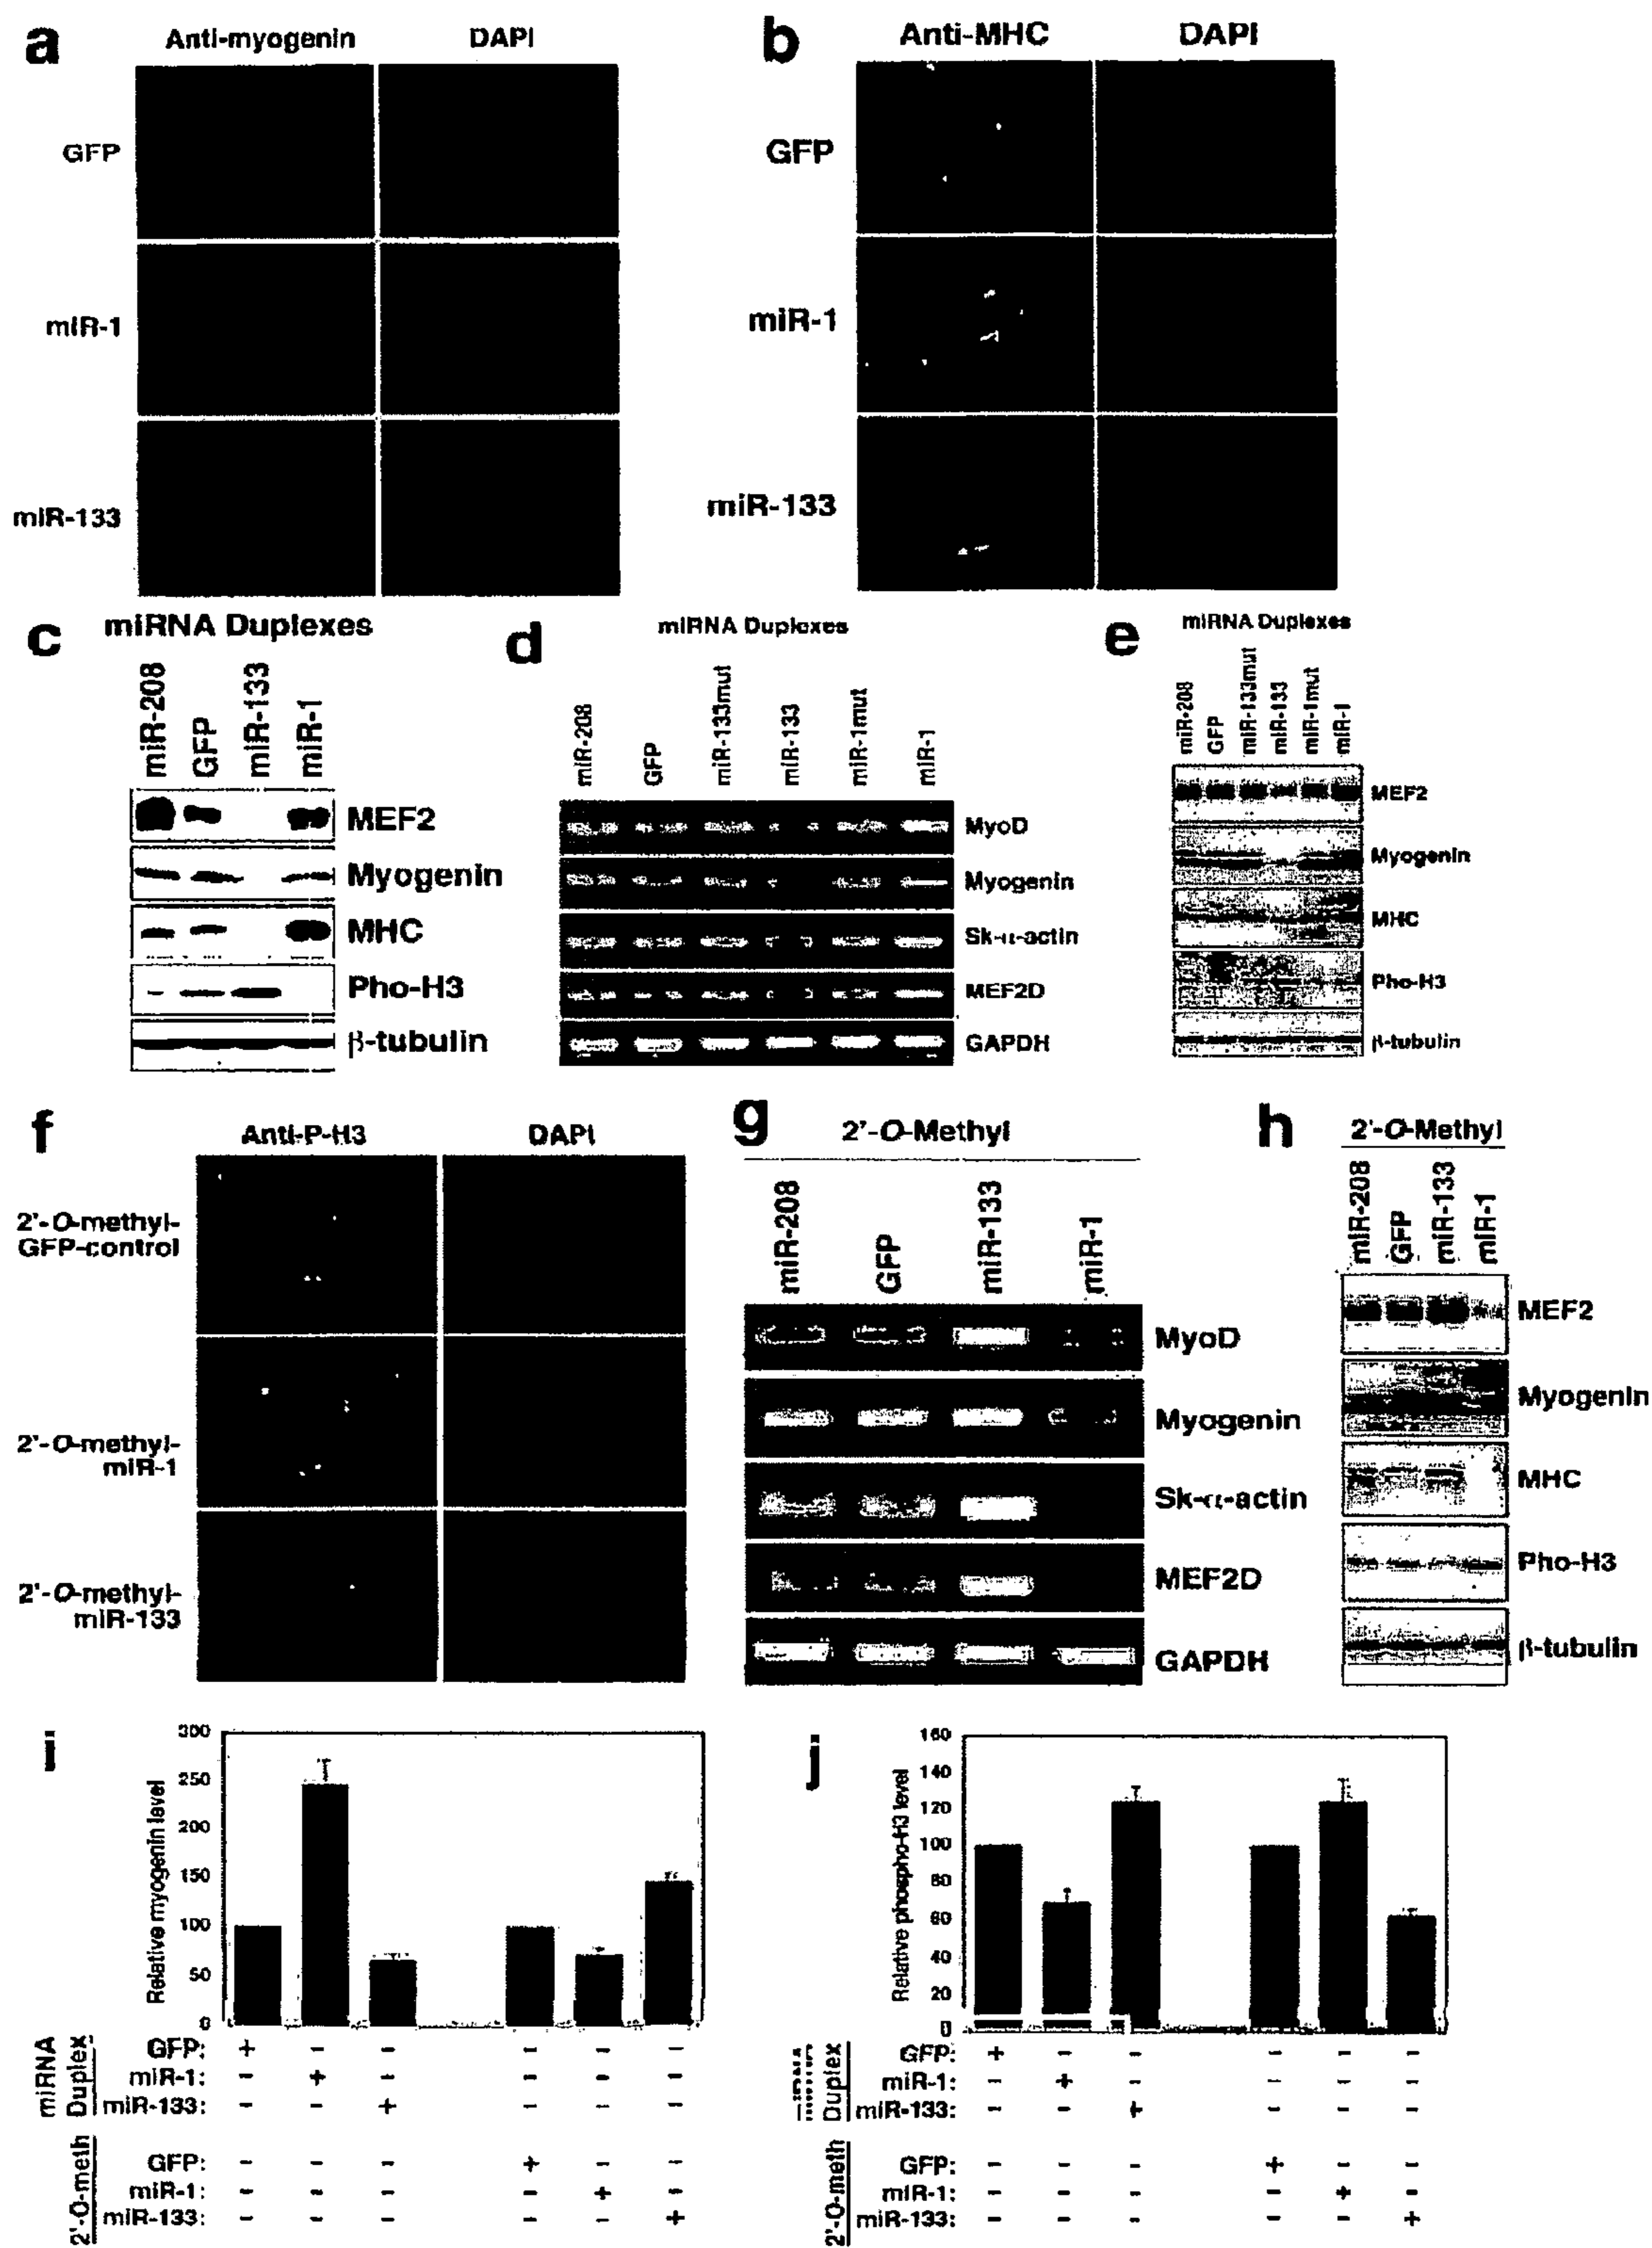 a
Anti-myogenin DAPI
GFP
miR-1
miR-133
b
Anti-MHC DAPI
GFP
miR-1
miR-133
c
miRNA Duplexes
miR-208 GFP miR-133 miR-1
MEF2
Myogenin
MHC
Pho-H3
β-tubulin
d
miRNA Duplexes
miR-208 GFP miR-133mut miR-133 miR-1mut miR-1
MyoD
Myogenin
Sk-α-actin
MEF2D
GAPDH
e
miRNA Duplexes
miR-208 GFP miR-133mut miR-133 miR-1mut miR-1
MEF2
Myogenin
MHC
Pho-H3
β-tubulin
f
Anti-P-H3 DAPI
2'-O-methyl-
GFP-control
2'-O-methyl-
miR-1
2'-O-methyl-
miR-133
g
2'-O-Methyl
miR-208 GFP miR-133 miR-1
MyoD
Myogenin
Sk-α-actin
MEF2D
GAPDH
h
2'-O-Methyl
miR-208 GFP miR-133 miR-1
MEF2
Myogenin
MHC
Pho-H3
β-tubulin
i
Relative myogenin level
300
250
200
150
100
50
0
miRNA
Duplex
GFP: + - - - - -
miR-1: - + - - - -
miR-133: - - + - - -
2'-O-meth
GFP: - - - + - -
miR-1: - - - - + -
miR-133: - - - - - +
j
Relative phospho-H3 level
160
140
120
100
80
60
40
20
0
Duplex
GFP: + - - - - -
miR-1: - + - - - -
miR-133: - - + - - -
2'-O-meth
GFP: - - - + - -
miR-1: - - - - + -
miR-133: - - - - - +